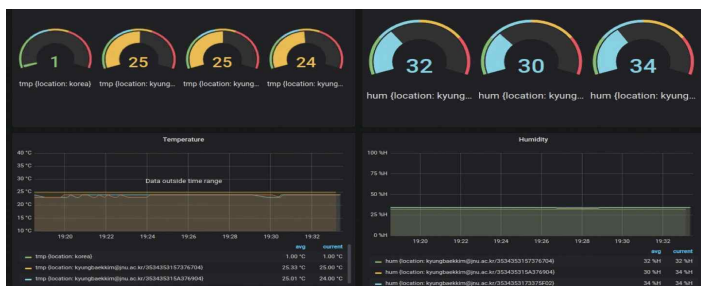 1
25
25
24
tmp {location: korea}
tmp {location: kyung...
tmp {location: kyung...
tmp {location: kyung...
32
30
34
hum {location: kyung...
hum {location: kyung...
hum {location: kyung...
Temperature
40 °C
35 °C
30 °C
25 °C
20 °C
15 °C
10 °C
Data outside time range
19:20
19:22
19:24
19:26
19:28
19:30
19:32
avg
current
tmp {location: korea}
1.00 °C
1.00 °C
tmp {location: kyungbaekkim@jnu.ac.kr/3534353157376704}
25.33 °C
25.00 °C
tmp {location: kyungbaekkim@jnu.ac.kr/353435315A376904}
25.01 °C
24.00 °C
Humidity
100 %H
75 %H
50 %H
25 %H
0 %H
19:20
19:22
19:24
19:26
19:28
19:30
19:32
avg
current
hum {location: kyungbaekkim@jnu.ac.kr/3534353157376704}
32 %H
32 %H
hum {location: kyungbaekkim@jnu.ac.kr/353435315A376904}
30 %H
34 %H
hum {location: kyungbaekkim@jnu.ac.kr/3534353173375F02}
34 %H
34 %H